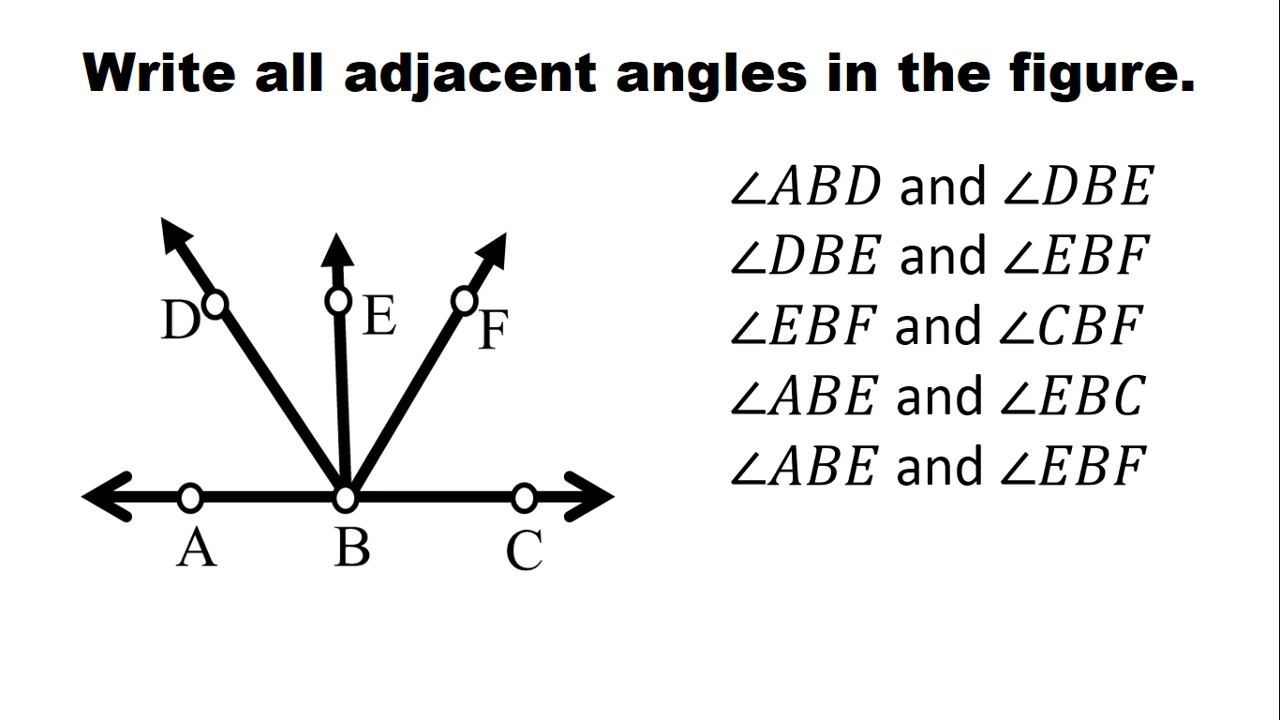 Write all adjacent angles in the figure.
∠ABD and ∠DBE
∠DBE and ∠EBF
∠EBF and ∠CBF
∠ABE and ∠EBC
∠ABE and ∠EBF
D E F
A B C